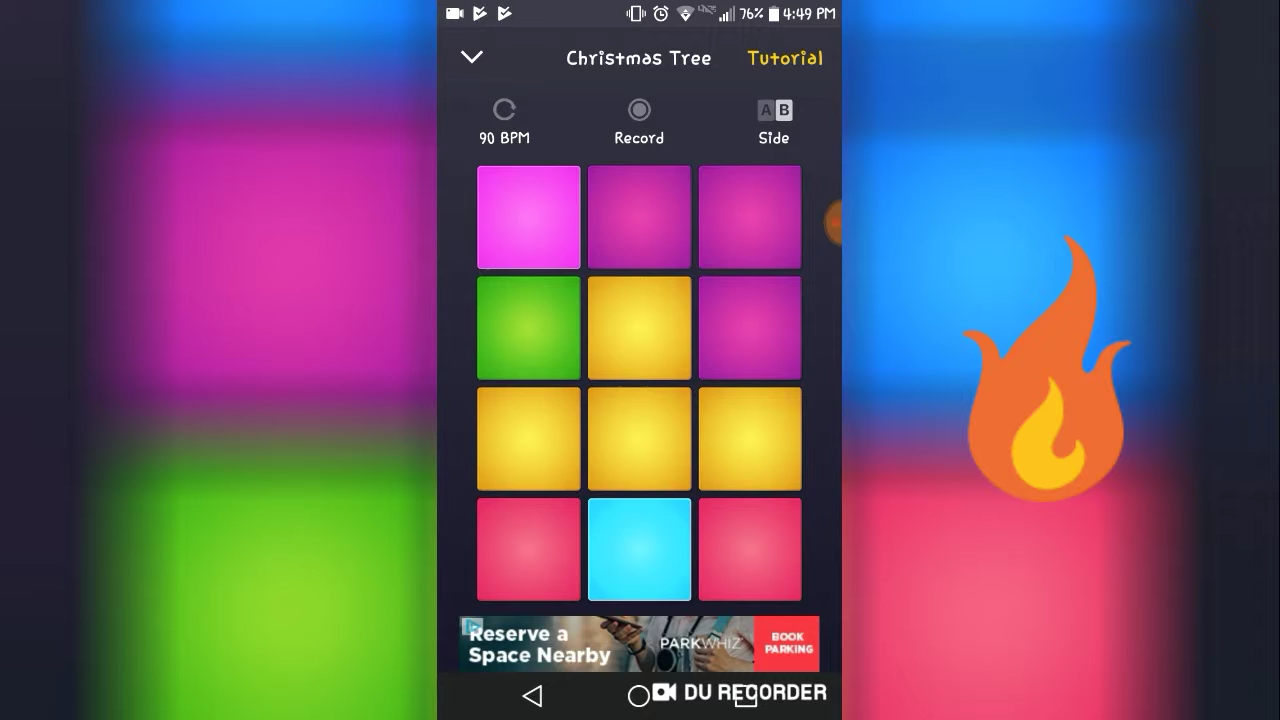 76% 4:49 PM
Christmas Tree Tutorial
90 BPM Record A B Side
Reserve a
Space Nearby
PARKWHIZ
BOOK
PARKING
DU RECORDER